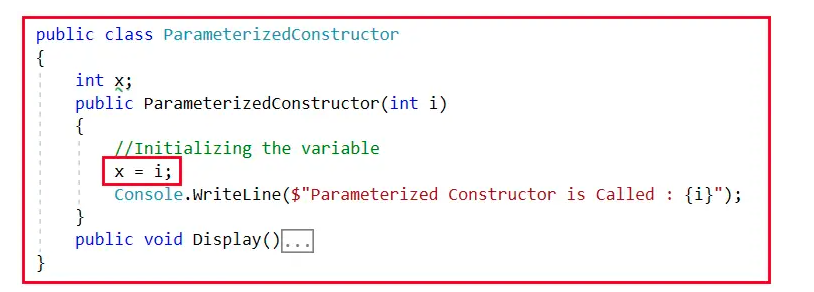 public class ParameterizedConstructor
{
int x;
public ParameterizedConstructor(int i)
{
//Initializing the variable
x = i;
Console.WriteLine($"Parameterized Constructor is Called : {i}");
}
public void Display()...
}